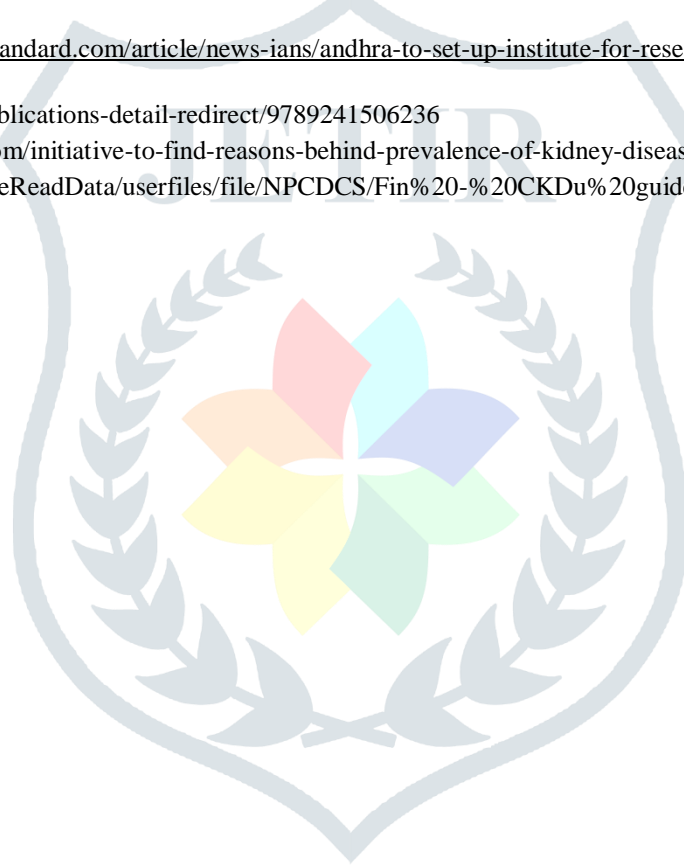 andard.com/article/news-ians/andhra-to-set-up-institute-for-rese
blications-detail-redirect/9789241506236
JETIR
om/initiative-to-find-reasons-behind-prevalence-of-kidney-diseas
eReadData/userfiles/file/NPCDCS/Fin%20-%20CKDu%20guid